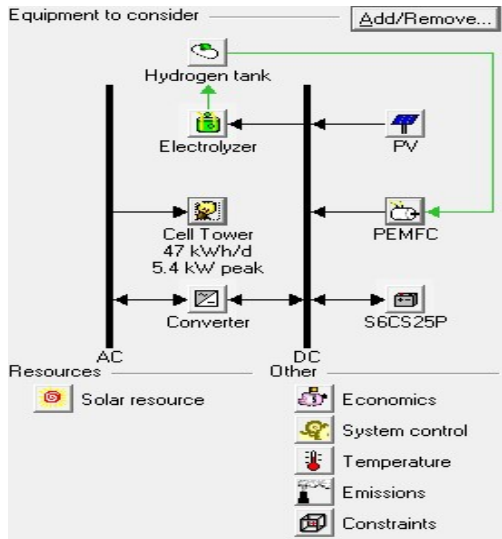 Equipment to consider
Add/Remove...
Hydrogen tank
Electrolyzer
PV
Cell Tower
47 kWh/d
5.4 kW peak
PEMFC
Converter
S6CS25P
AC
DC
Resources
Other
Solar resource
Economics
System control
Temperature
Emissions
Constraints